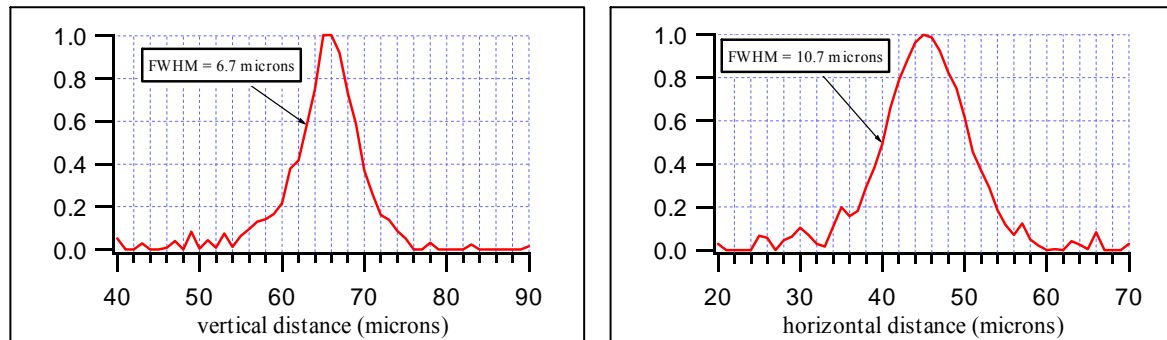 1.0
0.8
0.6
0.4
0.2
0.0
FWHM = 6.7 microns
40 50 60 70 80 90
vertical distance (microns)
1.0
0.8
0.6
0.4
0.2
0.0
FWHM = 10.7 microns
20 30 40 50 60 70
horizontal distance (microns)